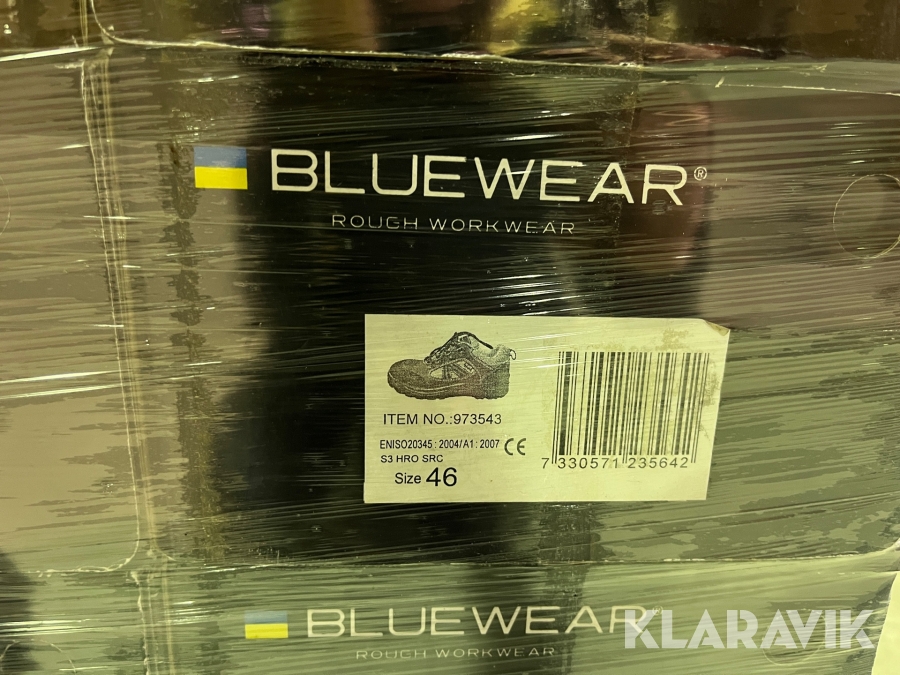 BLUEWEAR®
ROUGH WORKWEAR
ITEM NO.:973543
ENISO20345 : 2004/A1 : 2007 CE
S3 HRO SRC
Size 46
7 330571 235642
BLUEWEAR
ROUGH WORKWEAR
KLARAVIK